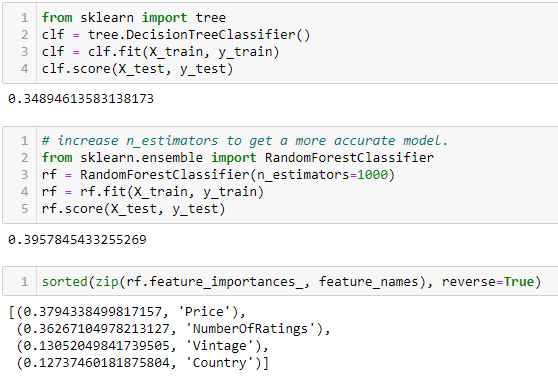 1 from sklearn import tree
2 clf = tree.DecisionTreeClassifier()
3 clf = clf.fit(X_train, y_train)
4 clf.score(X_test, y_test)
0.34894613583138173
1 # increase n_estimators to get a more accurate model.
2 from sklearn.ensemble import RandomForestClassifier
3 rf = RandomForestClassifier(n_estimators=1000)
4 rf = rf.fit(X_train, y_train)
5 rf.score(X_test, y_test)
0.3957845433255269
1 sorted(zip(rf.feature_importances_, feature_names), reverse=True)
[(0.3794338499817157, 'Price'),
(0.36267104978213127, 'NumberOfRatings'),
(0.13052049841739505, 'Vintage'),
(0.12737460181875804, 'Country')]